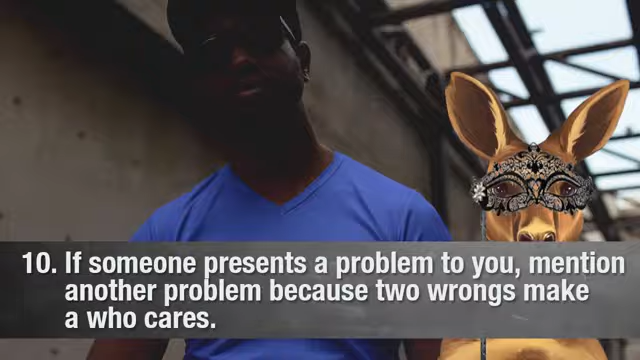 10. If someone presents a problem to you, mention
another problem because two wrongs make
a who cares.